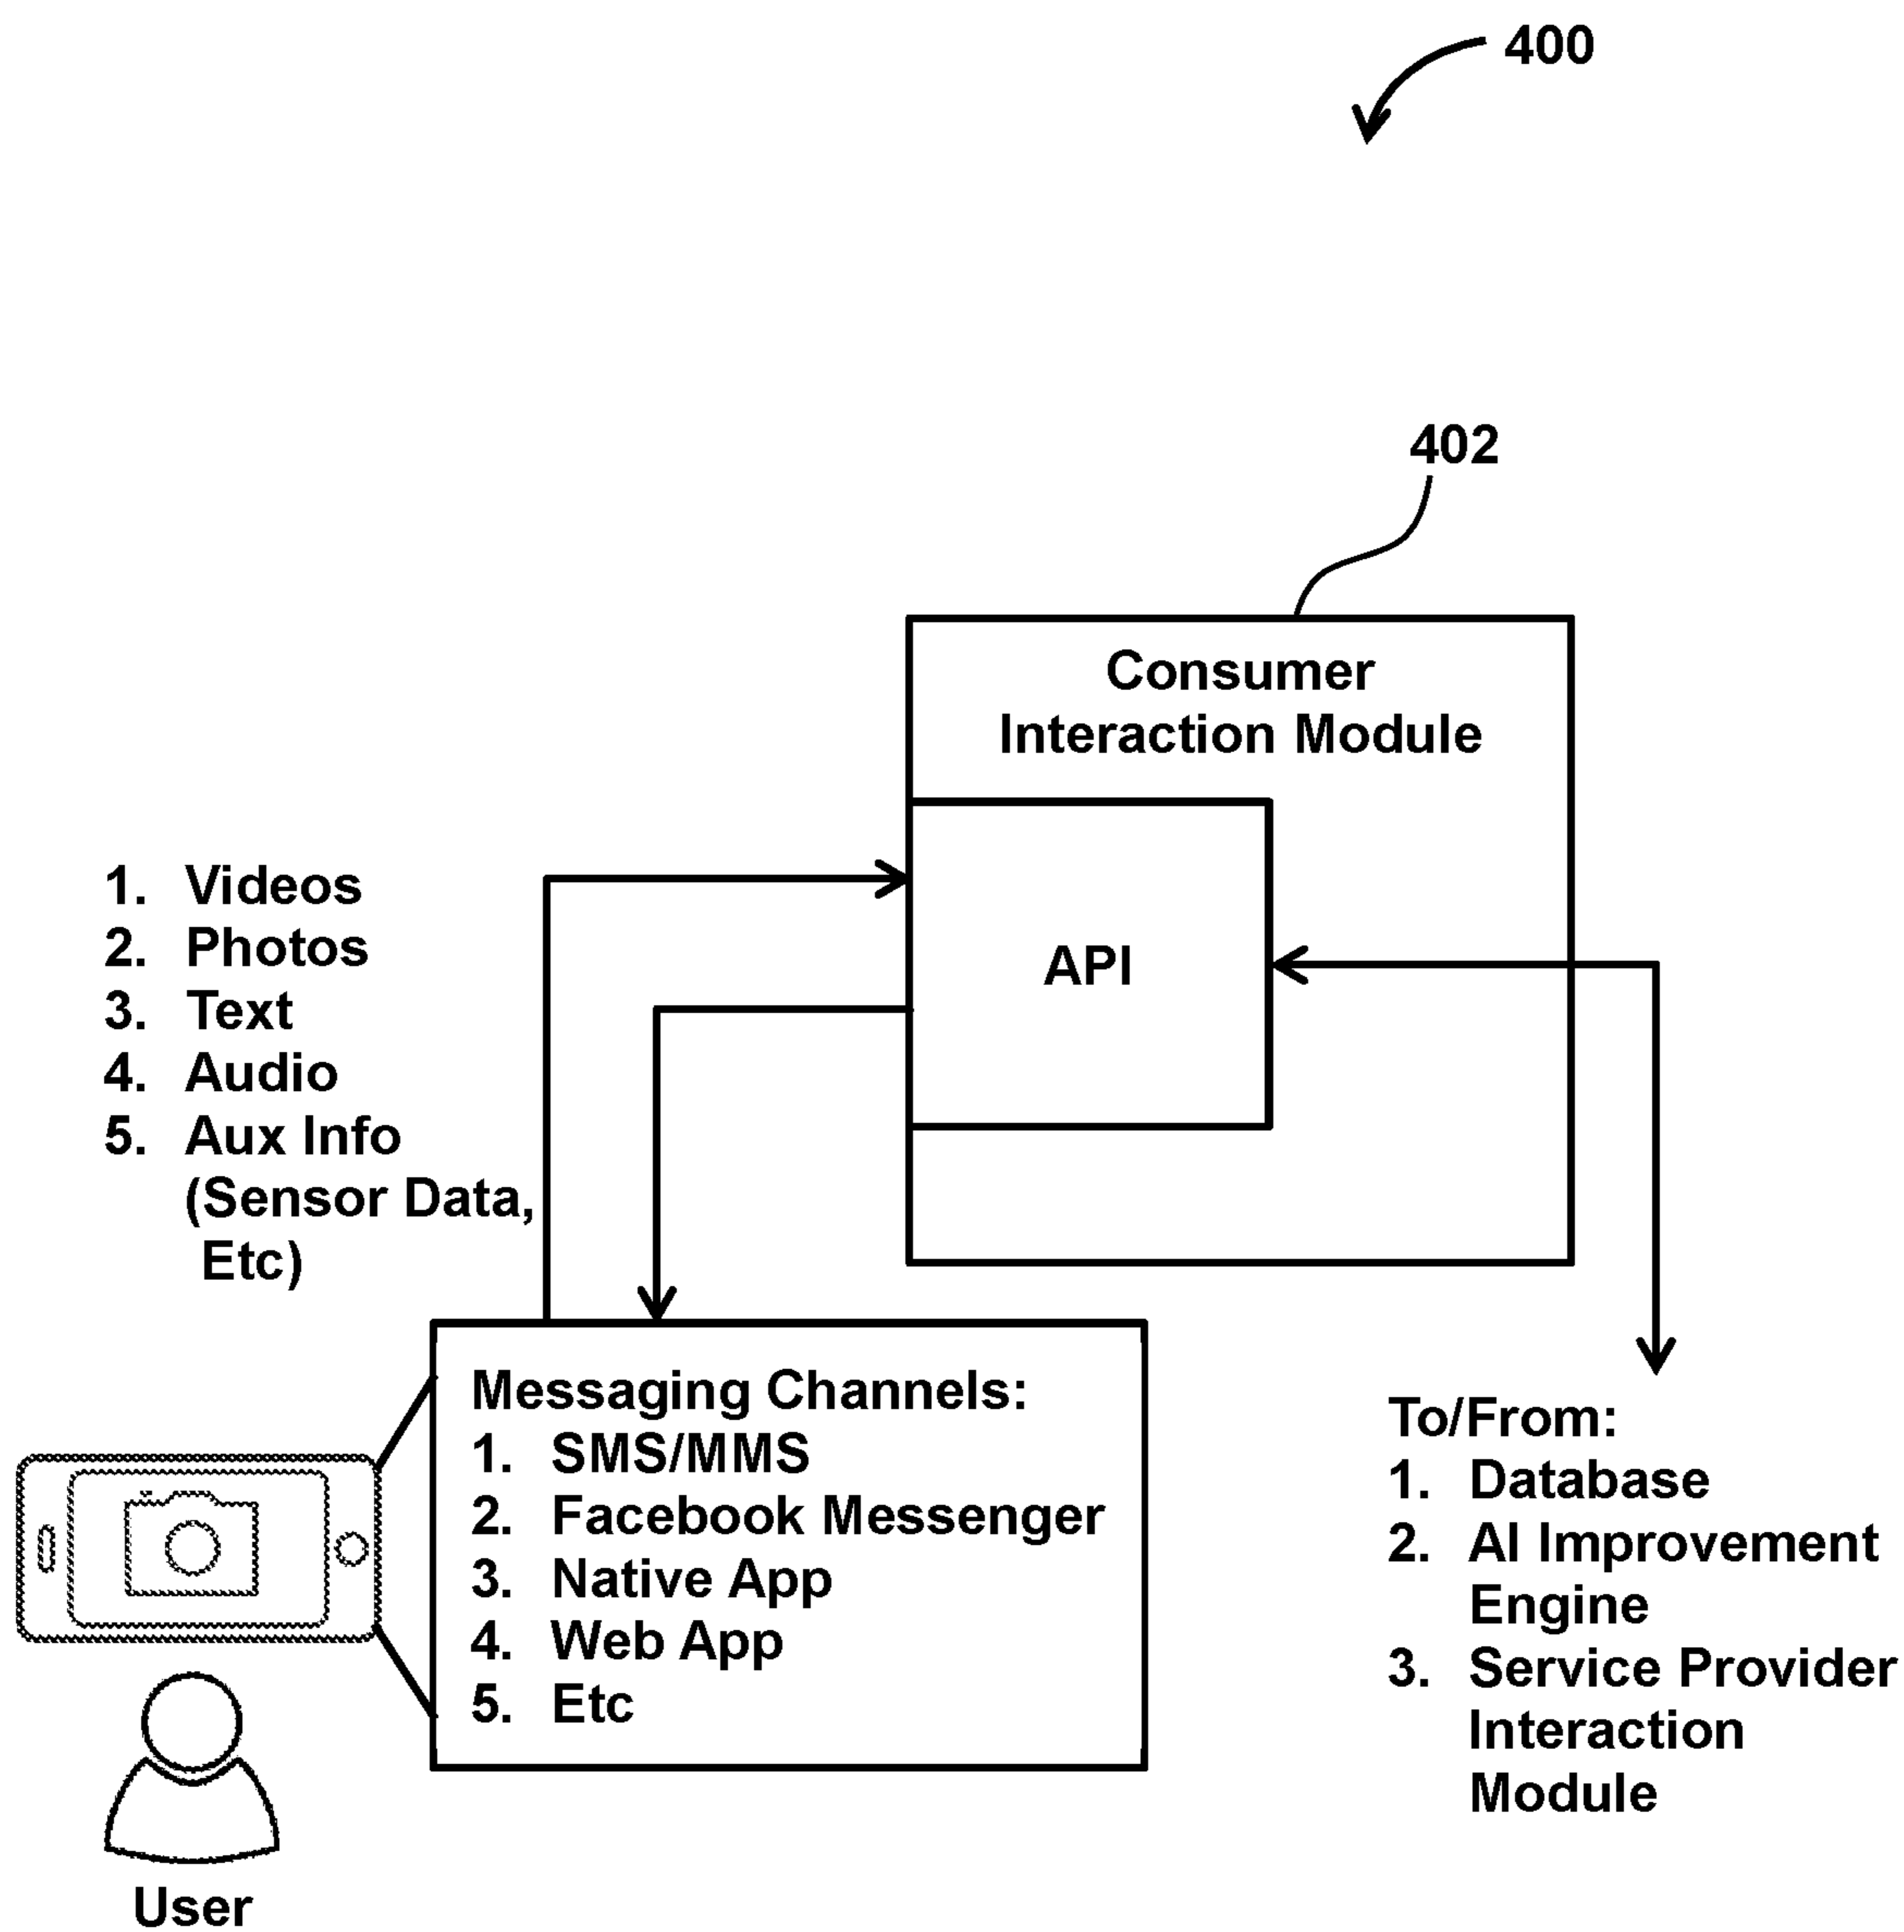 400
402
Consumer
Interaction Module
API
1. Videos
2. Photos
3. Text
4. Audio
5. Aux Info
(Sensor Data,
Etc)
Messaging Channels:
1. SMS/MMS
2. Facebook Messenger
3. Native App
4. Web App
5. Etc
To/From:
1. Database
2. AI Improvement
Engine
3. Service Provider
Interaction
Module
User